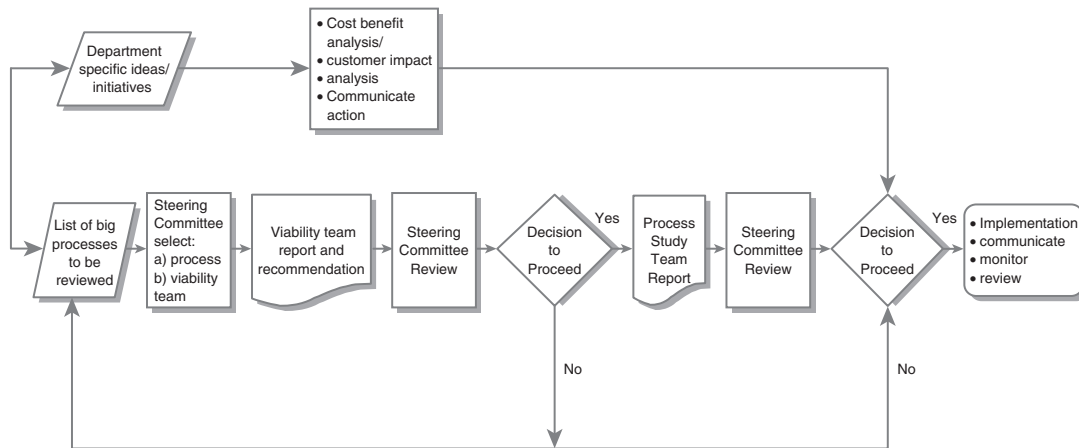 Department
specific ideas/
initiatives
• Cost benefit
analysis/
• customer impact
• analysis
• Communicate
action
List of big
processes
to be
reviewed
Steering
Committee
select:
a) process
b) viability
team
Viability team
report and
recommendation
Steering
Committee
Review
Decision
to
Proceed
Yes
No
Process
Study
Team
Report
Steering
Committee
Review
Decision
to
Proceed
Yes
No
• Implementation
• communicate
• monitor
• review